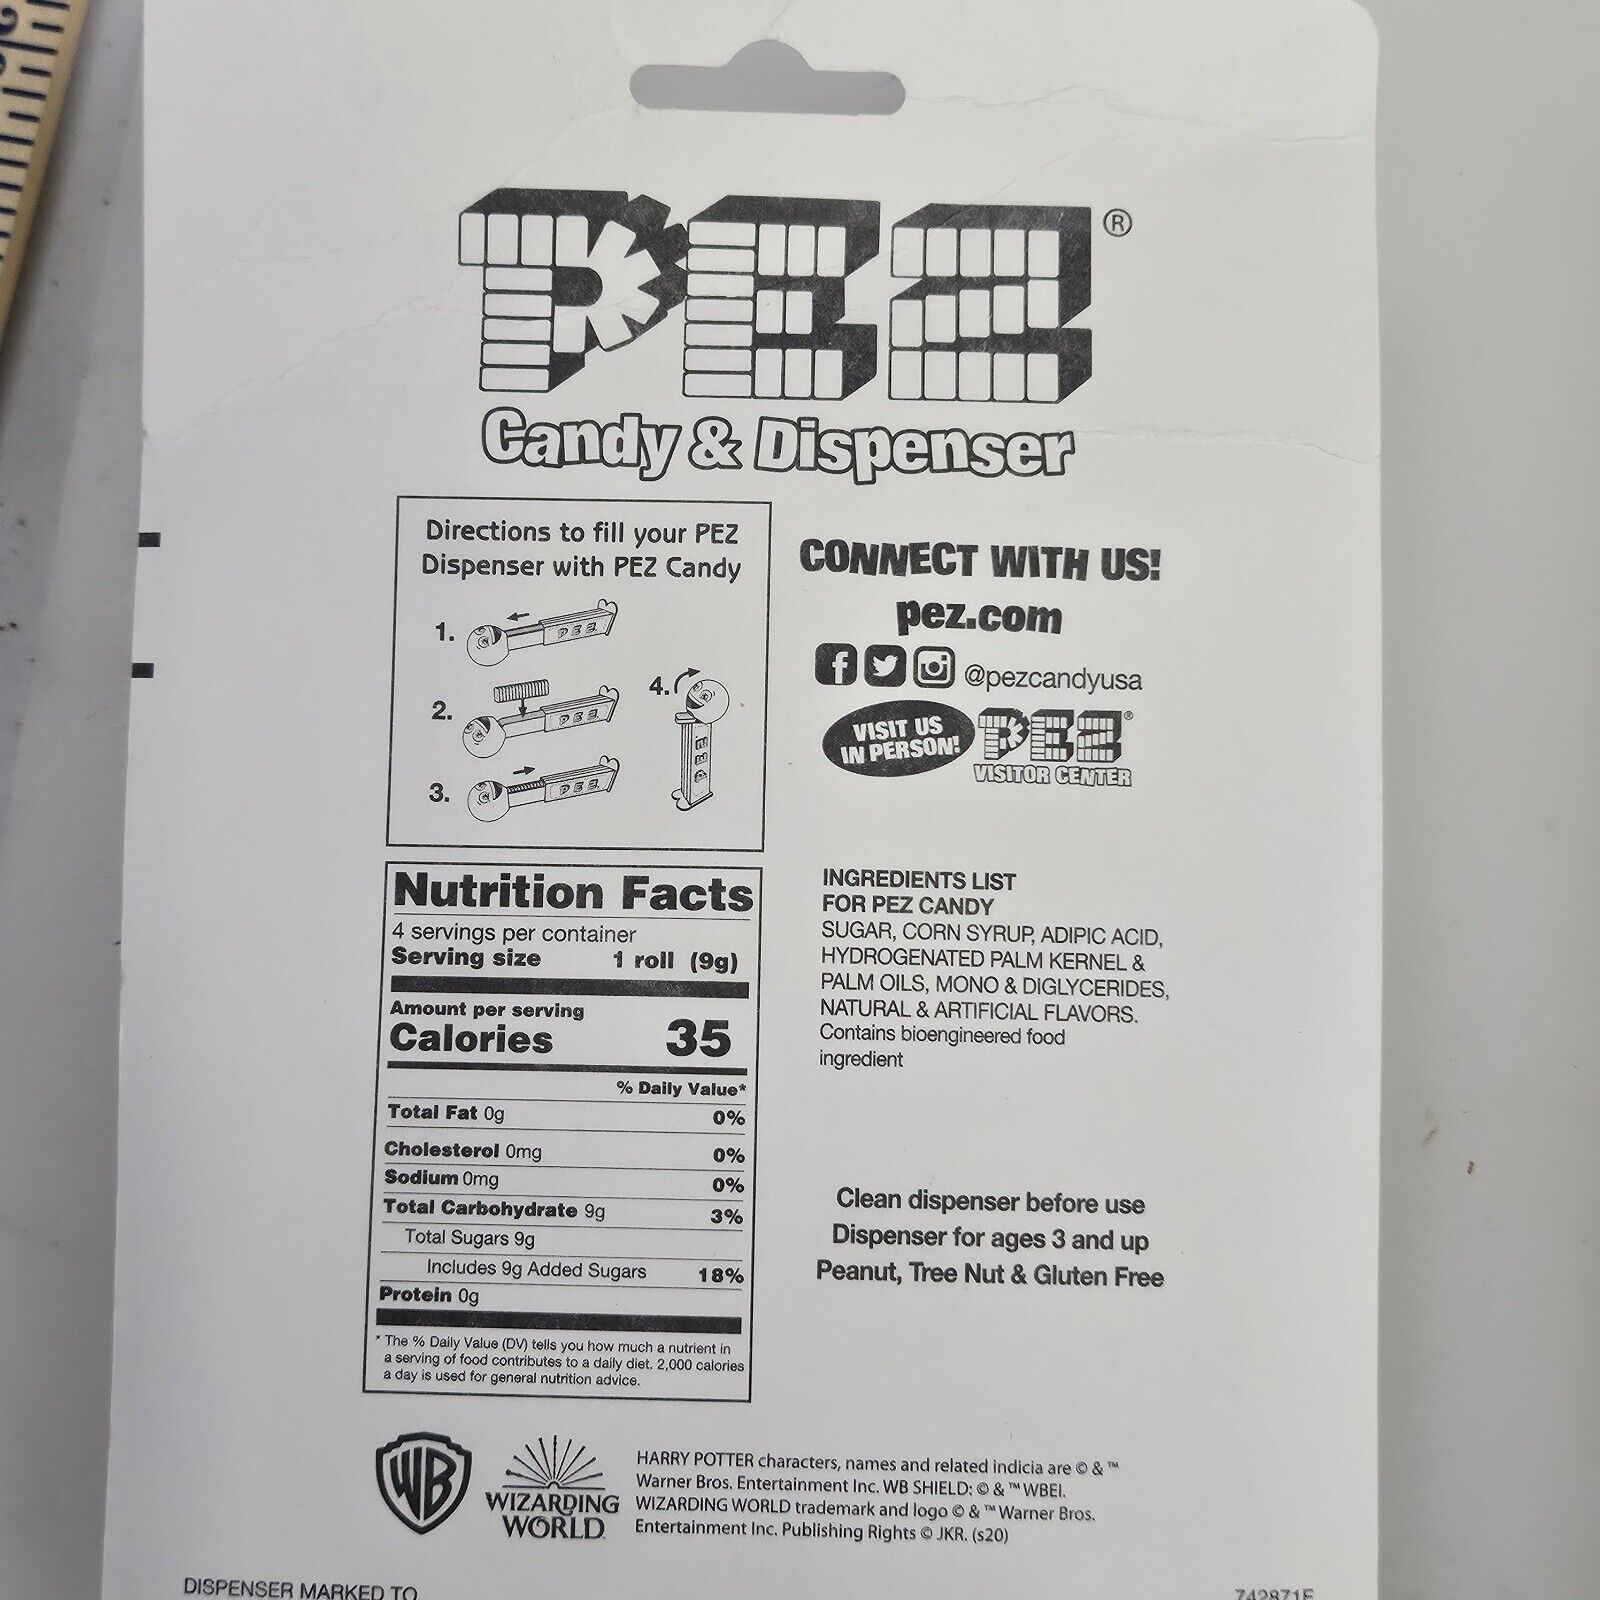 PEZ®
Candy & Dispenser
Directions to fill your PEZ
Dispenser with PEZ Candy
1.
PEZ
2.
PEZ
3.
PEZ
4.
PEZ
CONNECT WITH US!
pez.com
@pezcandyusa
VISIT US
IN PERSON!
PEZ®
VISITOR CENTER
Nutrition Facts
4 servings per container
Serving size 1 roll (9g)
Amount per serving
Calories 35
% Daily Value*
Total Fat 0g 0%
Cholesterol 0mg 0%
Sodium 0mg 0%
Total Carbohydrate 9g 3%
Total Sugars 9g
Includes 9g Added Sugars 18%
Protein 0g
* The % Daily Value (DV) tells you how much a nutrient in
a serving of food contributes to a daily diet. 2,000 calories
a day is used for general nutrition advice.
INGREDIENTS LIST
FOR PEZ CANDY
SUGAR, CORN SYRUP, ADIPIC ACID,
HYDROGENATED PALM KERNEL &
PALM OILS, MONO & DIGLYCERIDES,
NATURAL & ARTIFICIAL FLAVORS.
Contains bioengineered food
ingredient
Clean dispenser before use
Dispenser for ages 3 and up
Peanut, Tree Nut & Gluten Free
WB
WIZARDING
WORLD
HARRY POTTER characters, names and related indicia are © & ™
Warner Bros. Entertainment Inc. WB SHIELD: © & ™ WBEI.
WIZARDING WORLD trademark and logo © & ™ Warner Bros.
Entertainment Inc. Publishing Rights © JKR. (s20)
DISPENSER MARKED TO